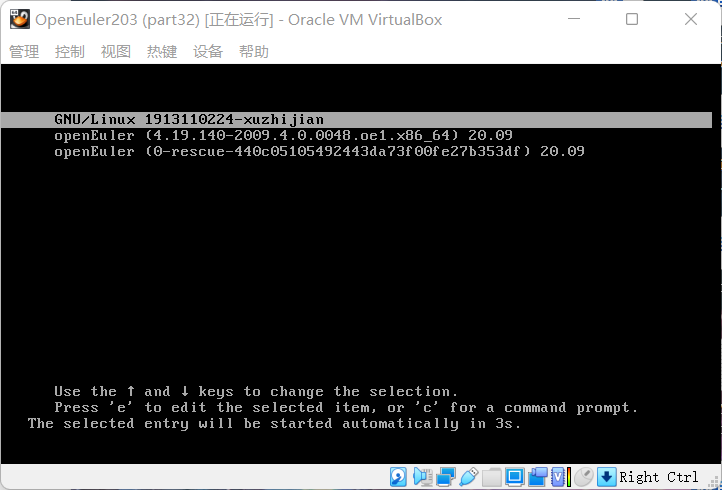 OpenEuler203 (part32) [正在运行] - Oracle VM VirtualBox
管理 控制 视图 热键 设备 帮助
GNU/Linux 1913110224-xuzhijian
openEuler (4.19.140-2009.4.0.0048.oe1.x86_64) 20.09
openEuler (0-rescue-440c05105492443da73f00fe27b353df) 20.09
Use the ↑ and ↓ keys to change the selection.
Press 'e' to edit the selected item, or 'c' for a command prompt.
The selected entry will be started automatically in 3s.
Right Ctrl